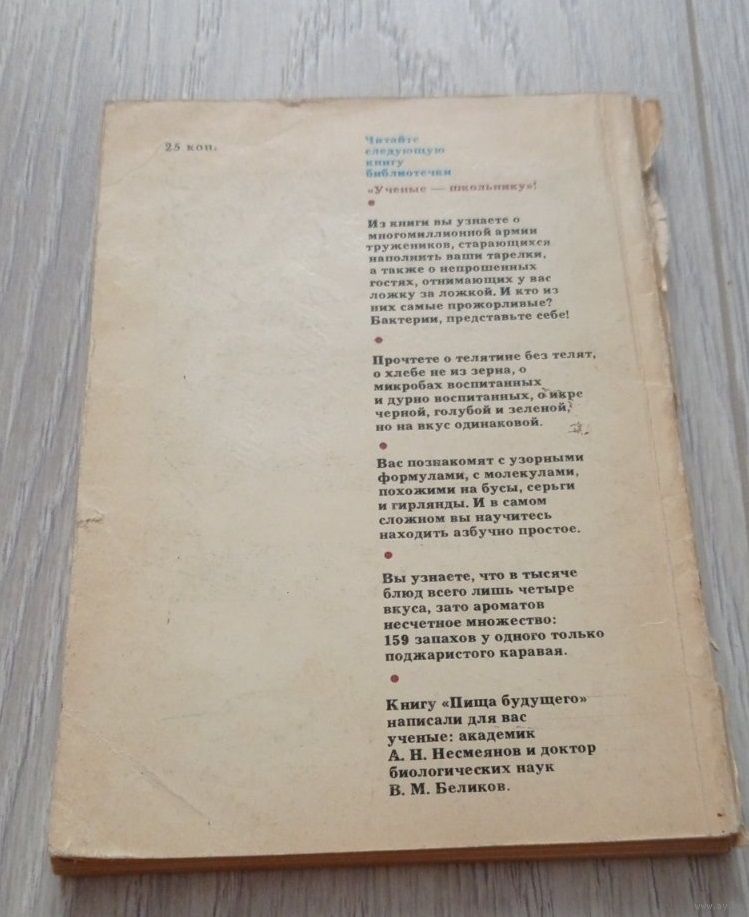 25 коп.
Читайте
следующую
книгу
библиотечки
«Ученые — школьнику»!
Из книги вы узнаете о
многомиллионной армии
тружеников, старающихся
наполнить ваши тарелки,
а также о непрошенных
гостях, отнимающих у вас
ложку за ложкой. И кто из
них самые прожорливые?
Бактерии, представьте себе!
Прочтете о телятине без телят,
о хлебе не из зерна, о
микробах воспитанных
и дурно воспитанных, о икре
черной, голубой и зеленой,
но на вкус одинаковой.
Вас познакомят с узорными
формулами, с молекулами,
похожими на бусы, серьги
и гирлянды. И в самом
сложном вы научитесь
находить азбучно простое.
Вы узнаете, что в тысяче
блюд всего лишь четыре
вкуса, зато ароматов
несчетное множество:
159 запахов у одного только
поджаристого каравая.
Книгу «Пища будущего»
написали для вас
ученые: академик
А. Н. Несмеянов и доктор
биологических наук
В. М. Беликов.